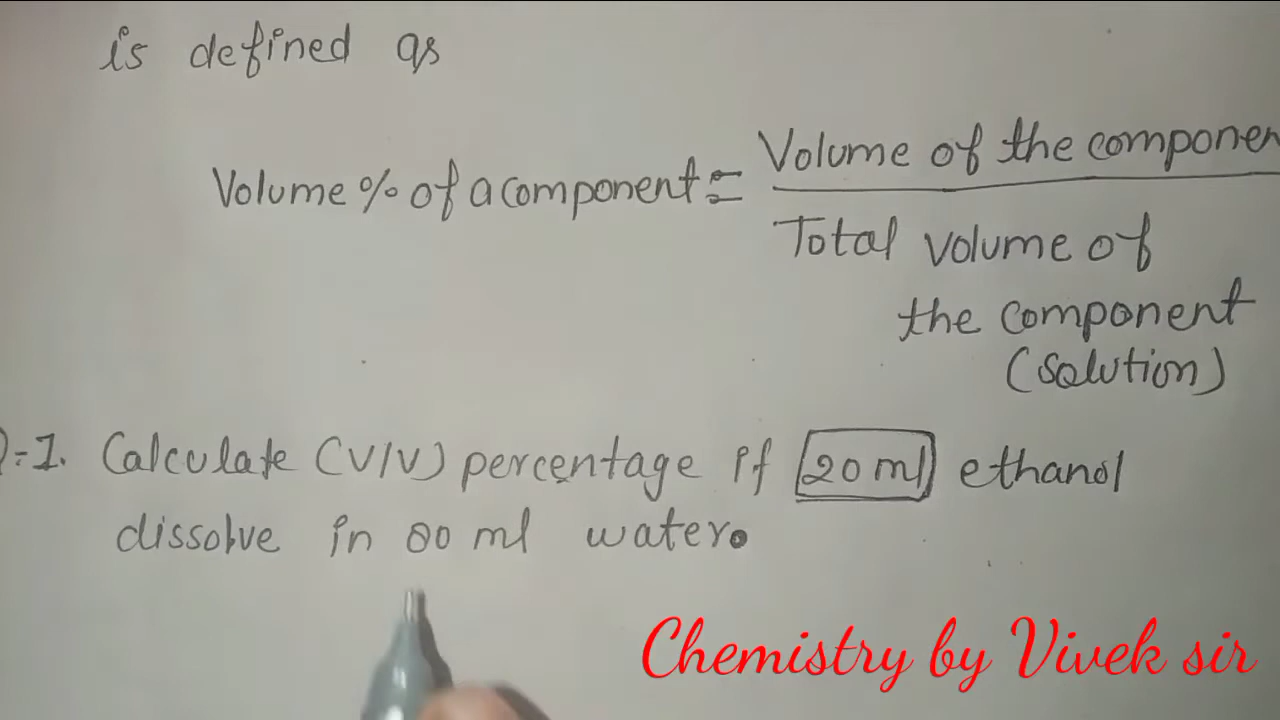 is defined as
Volume % of a component = Volume of the componen
Total volume of
the component
(solution)
=1. Calculate (V/V) percentage if 20 ml ethanol
dissolve in 80 ml water.
Chemistry by Vivek sir